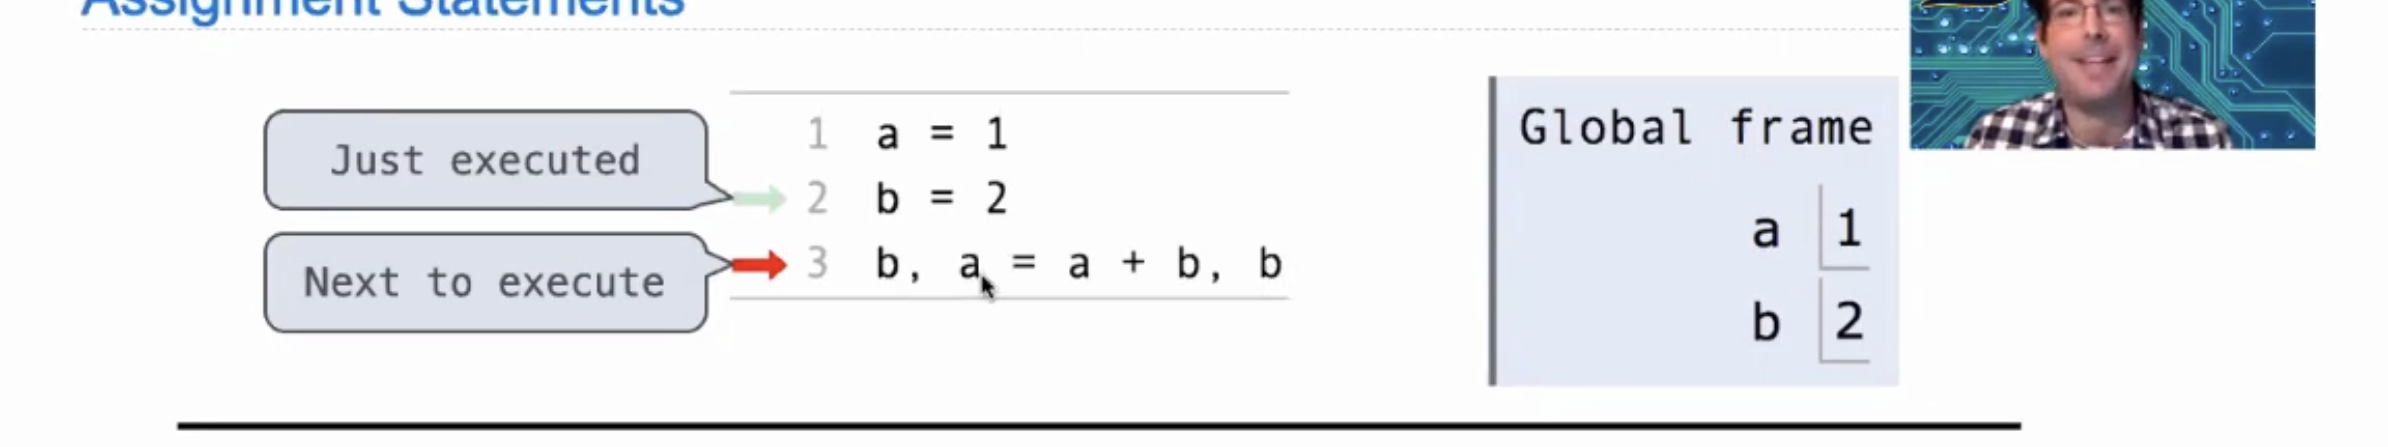 Assignment Statements
Just executed
Next to execute
1 a = 1
2 b = 2
3 b, a = a + b, b
Global frame
a 1
b 2